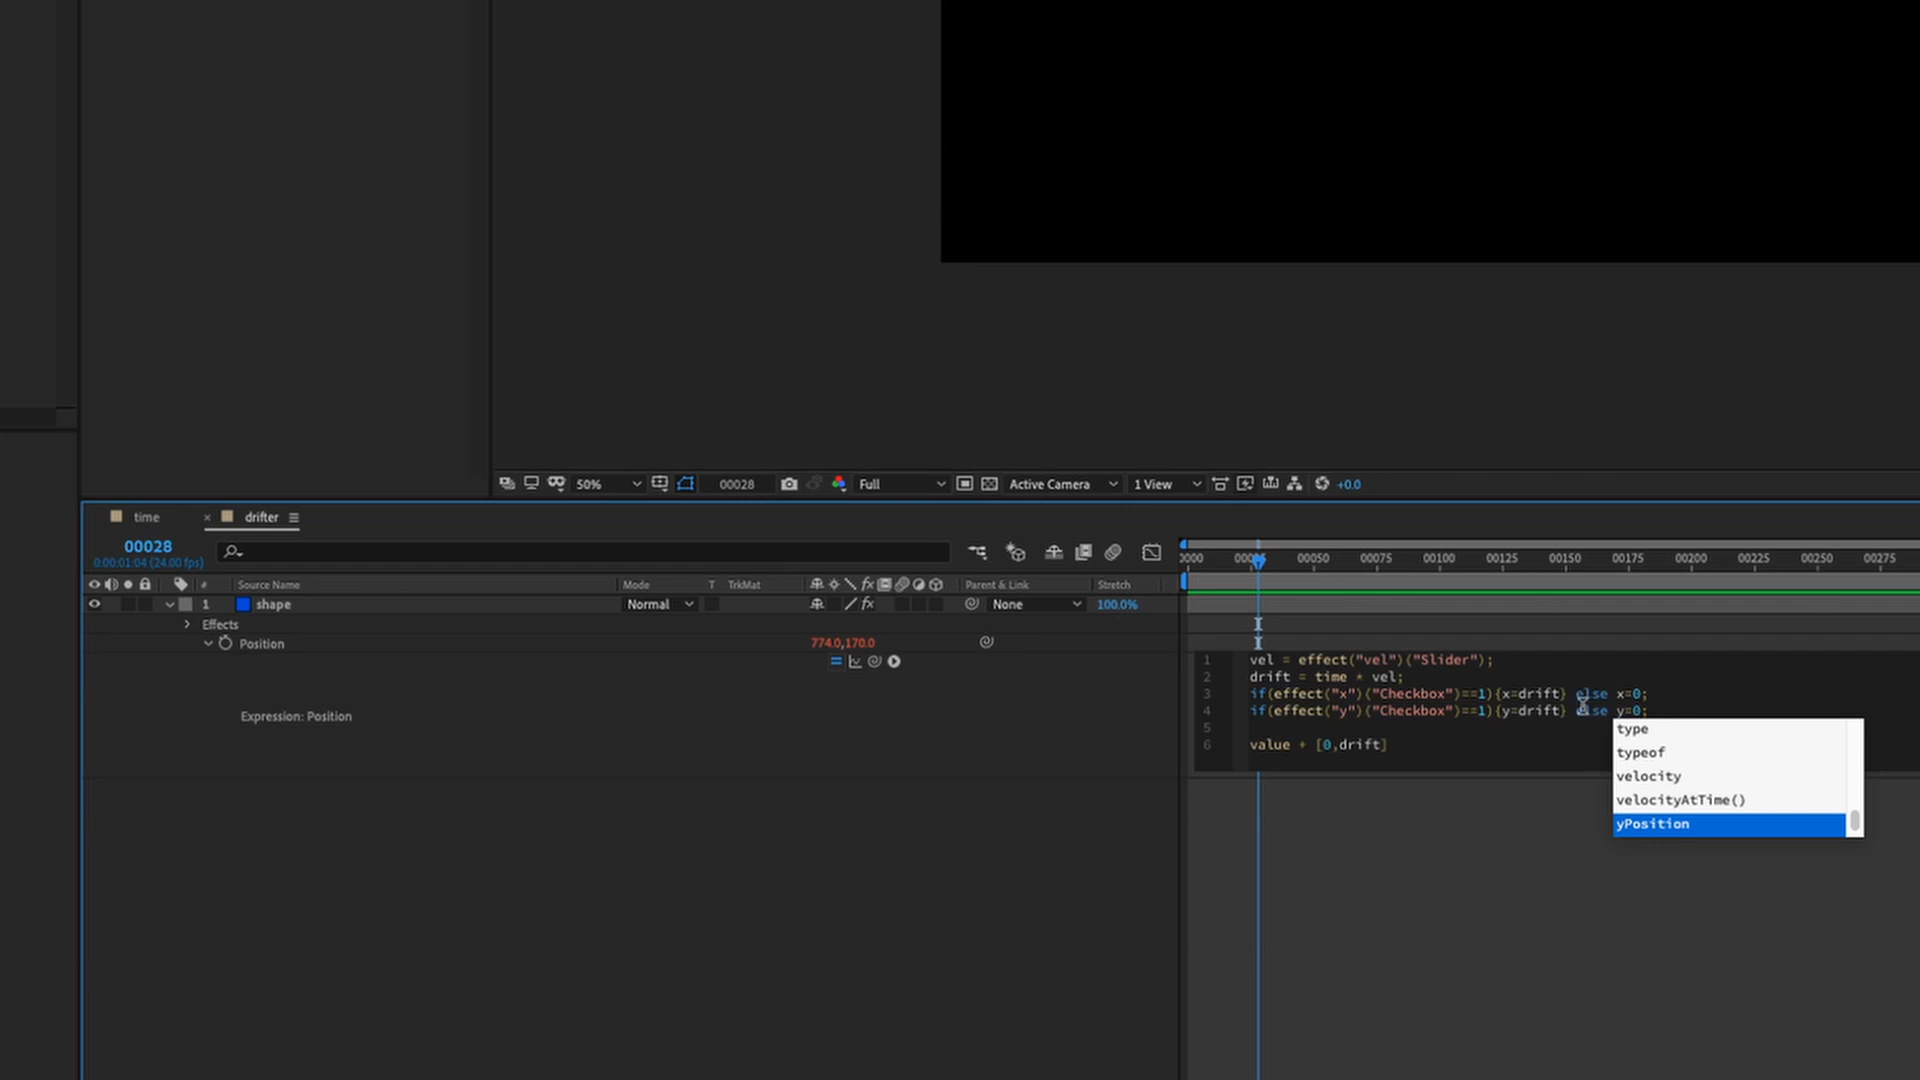 50%
00028
Full
Active Camera
1 View
+0.0
time
× drifter
00028
0:00:01:04 (24.00 fps)
0000 00050 00075 00100 00125 00150 00175 00200 00225 00250 00275
# Source Name Mode T TrkMat fx Parent & Link Stretch
1 shape Normal fx None 100.0%
Effects
Position 774.0,170.0
1 vel = effect("vel")("Slider");
2 drift = time * vel;
3 if(effect("x")("Checkbox")==1){x=drift} else x=0;
4 if(effect("y")("Checkbox")==1){y=drift} else y=0;
Expression: Position
5
6 value + [0,drift]
type
typeof
velocity
velocityAtTime()
yPosition